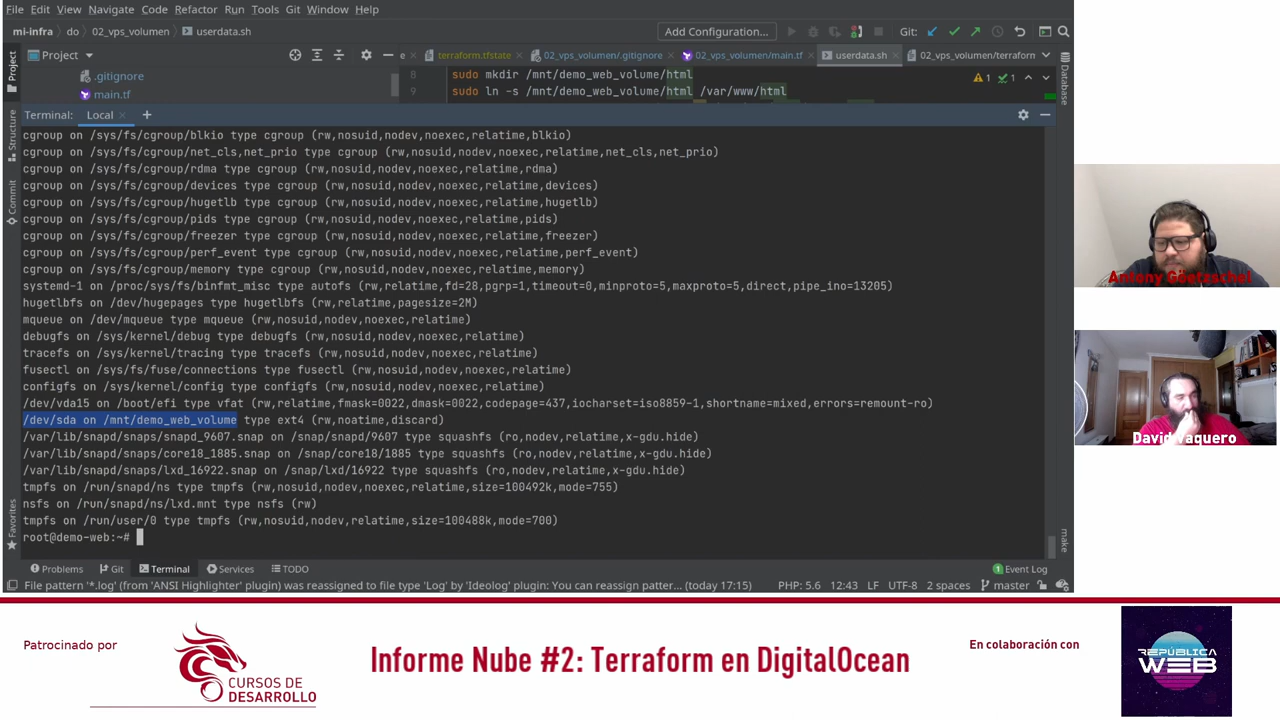 File Edit View Navigate Code Refactor Run Tools Git Window Help
mi-infra do 02_vps_volumen userdata.sh Add Configuration... Git:
Project e terraform.tfstate 02_vps_volumen/.gitignore 02_vps_volumen/main.tf userdata.sh 02_vps_volumen/terraform
.gitignore
main.tf
8 sudo mkdir /mnt/demo_web_volume/html
9 sudo ln -s /mnt/demo_web_volume/html /var/www/html
1 1
Project
Structure
Commit
Favorites
Database
make
Terminal: Local
cgroup on /sys/fs/cgroup/blkio type cgroup (rw,nosuid,nodev,noexec,relatime,blkio)
cgroup on /sys/fs/cgroup/net_cls,net_prio type cgroup (rw,nosuid,nodev,noexec,relatime,net_cls,net_prio)
cgroup on /sys/fs/cgroup/rdma type cgroup (rw,nosuid,nodev,noexec,relatime,rdma)
cgroup on /sys/fs/cgroup/devices type cgroup (rw,nosuid,nodev,noexec,relatime,devices)
cgroup on /sys/fs/cgroup/hugetlb type cgroup (rw,nosuid,nodev,noexec,relatime,hugetlb)
cgroup on /sys/fs/cgroup/pids type cgroup (rw,nosuid,nodev,noexec,relatime,pids)
cgroup on /sys/fs/cgroup/freezer type cgroup (rw,nosuid,nodev,noexec,relatime,freezer)
cgroup on /sys/fs/cgroup/perf_event type cgroup (rw,nosuid,nodev,noexec,relatime,perf_event)
cgroup on /sys/fs/cgroup/memory type cgroup (rw,nosuid,nodev,noexec,relatime,memory)
systemd-1 on /proc/sys/fs/binfmt_misc type autofs (rw,relatime,fd=28,pgrp=1,timeout=0,minproto=5,maxproto=5,direct,pipe_ino=13205)
hugetlbfs on /dev/hugepages type hugetlbfs (rw,relatime,pagesize=2M)
mqueue on /dev/mqueue type mqueue (rw,nosuid,nodev,noexec,relatime)
debugfs on /sys/kernel/debug type debugfs (rw,nosuid,nodev,noexec,relatime)
tracefs on /sys/kernel/tracing type tracefs (rw,nosuid,nodev,noexec,relatime)
fusectl on /sys/fs/fuse/connections type fusectl (rw,nosuid,nodev,noexec,relatime)
configfs on /sys/kernel/config type configfs (rw,nosuid,nodev,noexec,relatime)
/dev/vda15 on /boot/efi type vfat (rw,relatime,fmask=0022,dmask=0022,codepage=437,iocharset=iso8859-1,shortname=mixed,errors=remount-ro)
/dev/sda on /mnt/demo_web_volume type ext4 (rw,noatime,discard)
/var/lib/snapd/snaps/snapd_9607.snap on /snap/snapd/9607 type squashfs (ro,nodev,relatime,x-gdu.hide)
/var/lib/snapd/snaps/core18_1885.snap on /snap/core18/1885 type squashfs (ro,nodev,relatime,x-gdu.hide)
/var/lib/snapd/snaps/lxd_16922.snap on /snap/lxd/16922 type squashfs (ro,nodev,relatime,x-gdu.hide)
tmpfs on /run/snapd/ns type tmpfs (rw,nosuid,nodev,noexec,relatime,size=100492k,mode=755)
nsfs on /run/snapd/ns/lxd.mnt type nsfs (rw)
tmpfs on /run/user/0 type tmpfs (rw,nosuid,nodev,relatime,size=100488k,mode=700)
root@demo-web:~#
Problems Git Terminal Services TODO 1 Event Log
File pattern '*.log' (from 'ANSI Highlighter' plugin) was reassigned to file type 'Log' by 'Ideolog' plugin: You can reassign patter... (today 17:15) PHP: 5.6 12:43 LF UTF-8 2 spaces master
Antony Goetzschel
David Vaquero
Patrocinado por
CURSOS
DE DESARROLLO
Informe Nube #2: Terraform en DigitalOcean
En colaboración con
REPÚBLICA
WEB